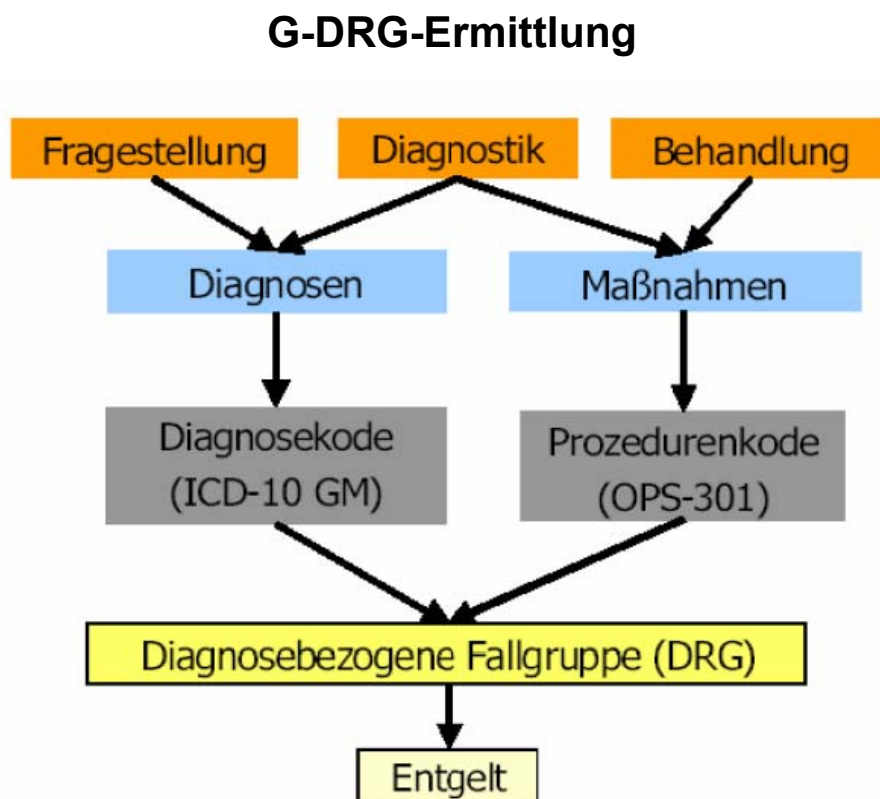 G-DRG-Ermittlung
Fragestellung
Diagnostik
Behandlung
Diagnosen
Maßnahmen
Diagnosekode
(ICD-10 GM)
Prozedurenkode
(OPS-301)
Diagnosebezogene Fallgruppe (DRG)
Entgelt